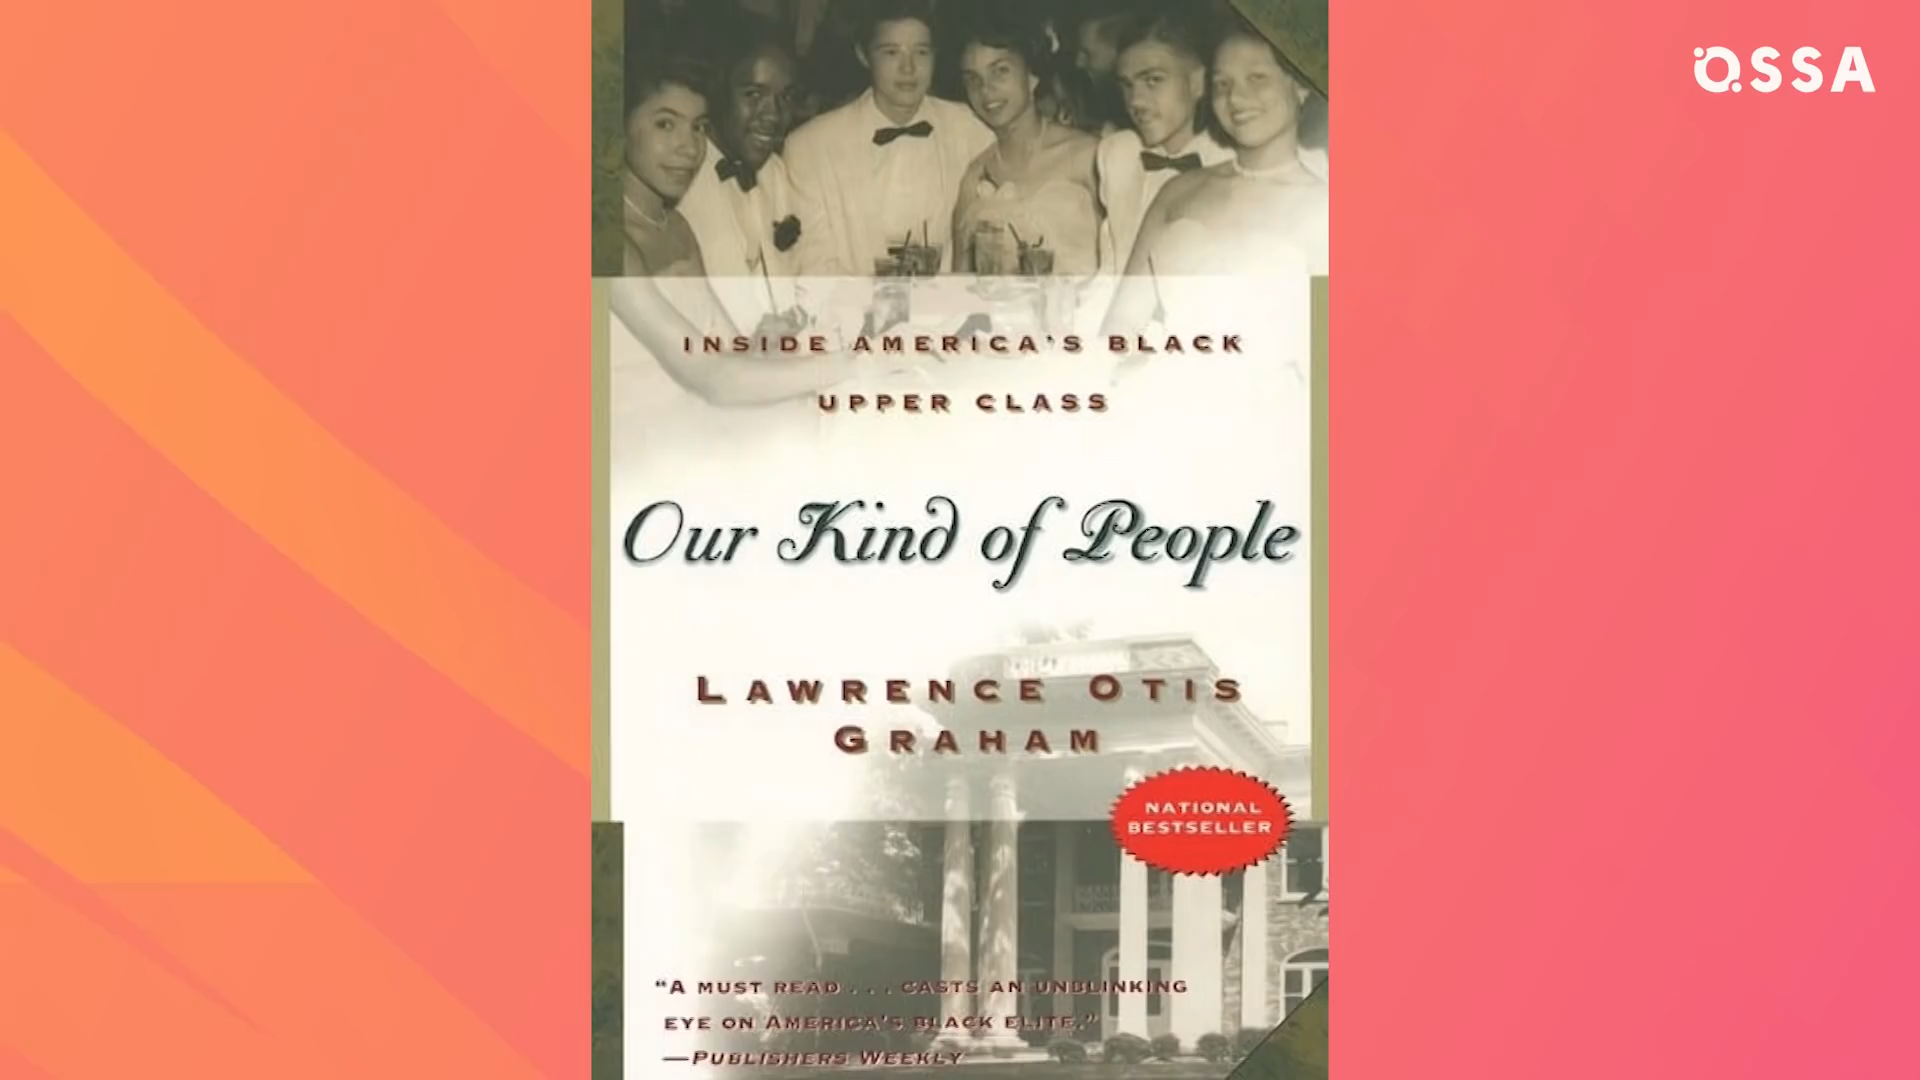 OSSA
INSIDE AMERICA'S BLACK
UPPER CLASS
Our Kind of People
LAWRENCE OTIS
GRAHAM
NATIONAL
BESTSELLER
"A MUST READ . . . CASTS AN UNBLINKING
EYE ON AMERICA'S BLACK ELITE."
—PUBLISHERS WEEKLY